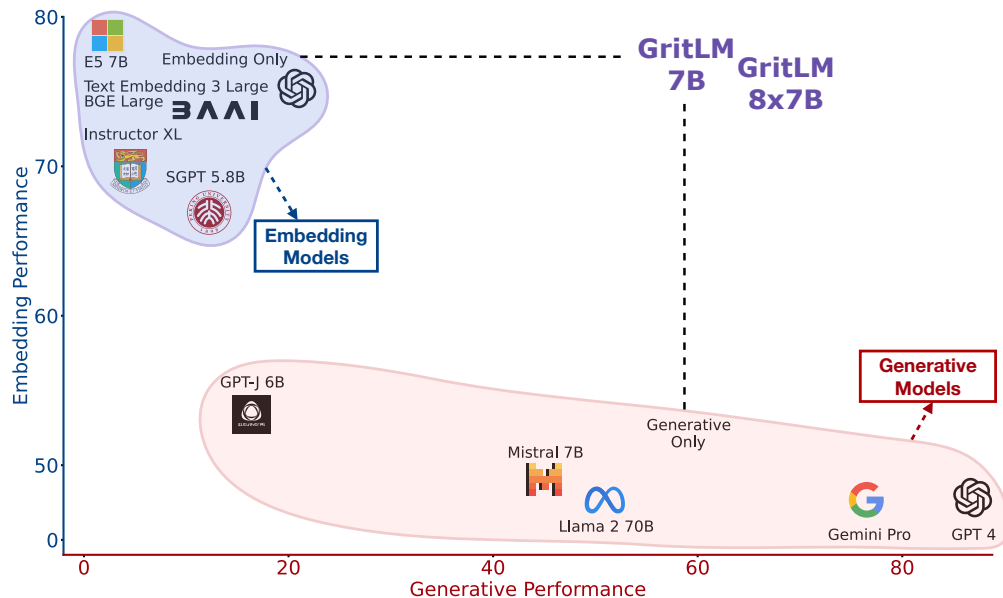 80
E5 7B
Embedding Only
Text Embedding 3 Large
BGE Large
BAAI
Instructor XL
70
SGPT 5.8B
Embedding
Models
GritLM
7B
GritLM
8x7B
60
Embedding Performance
Generative
Models
GPT-J 6B
Generative
Only
Mistral 7B
50
Llama 2 70B
Gemini Pro
GPT 4
0
0
20
40
60
80
Generative Performance